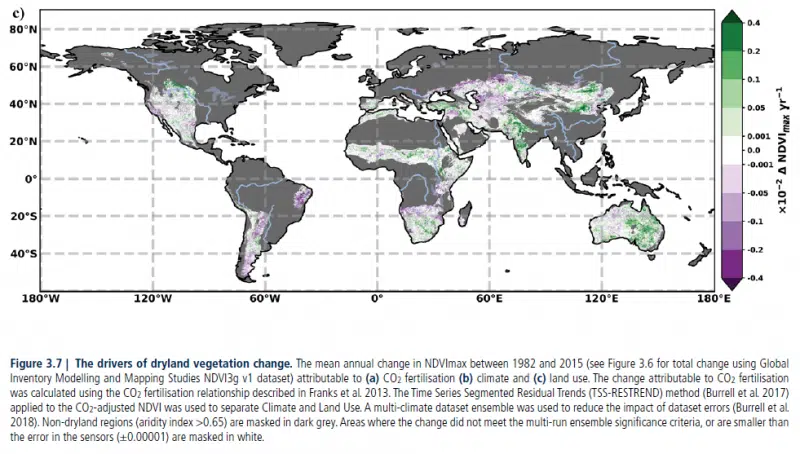 c)
80°N
60°N
40°N
20°N
0°
20°S
40°S
180°W
120°W
60°W
0°
60°E
120°E
180°E
0.4
0.2
0.1
0.05
0.001
0.0
-0.001
-0.05
-0.1
-0.2
-0.4
×10⁻² Δ NDVImax yr⁻¹
Figure 3.7 | The drivers of dryland vegetation change. The mean annual change in NDVImax between 1982 and 2015 (see Figure 3.6 for total change using Global
Inventory Modelling and Mapping Studies NDVI3g v1 dataset) attributable to (a) CO₂ fertilisation (b) climate and (c) land use. The change attributable to CO₂ fertilisation
was calculated using the CO₂ fertilisation relationship described in Franks et al. 2013. The Time Series Segmented Residual Trends (TSS-RESTREND) method (Burrell et al. 2017)
applied to the CO₂-adjusted NDVI was used to separate Climate and Land Use. A multi-climate dataset ensemble was used to reduce the impact of dataset errors (Burrell et al.
2018). Non-dryland regions (aridity index >0.65) are masked in dark grey. Areas where the change did not meet the multi-run ensemble significance criteria, or are smaller than
the error in the sensors (±0.00001) are masked in white.